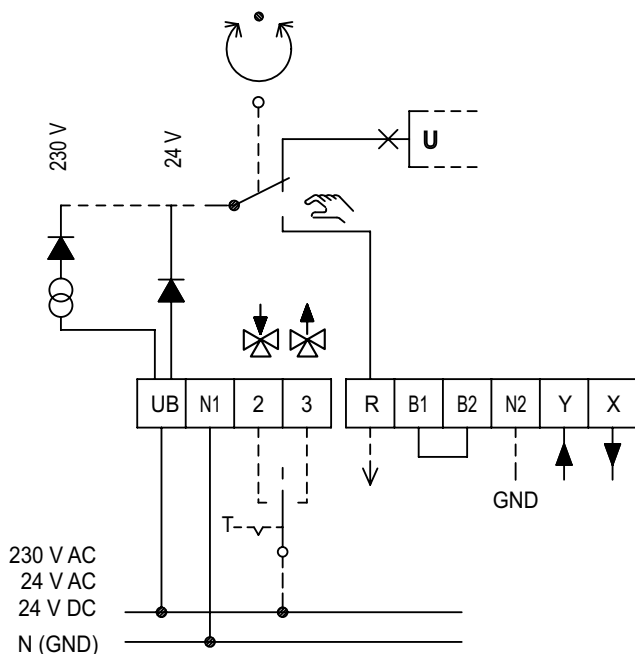 230 V
24 V
U
UB N1 2 3 R B1 B2 N2 Y X
GND
T
230 V AC
24 V AC
24 V DC
N (GND)